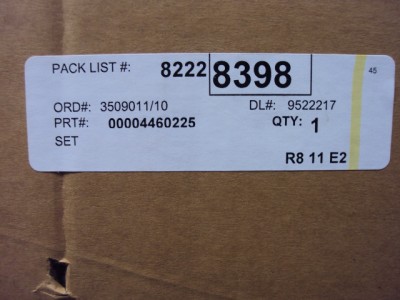 PACK LIST #: 8222 8398
45
ORD#: 3509011/10 DL#: 9522217
PRT#: 00004460225 QTY: 1
SET
R8 11 E2